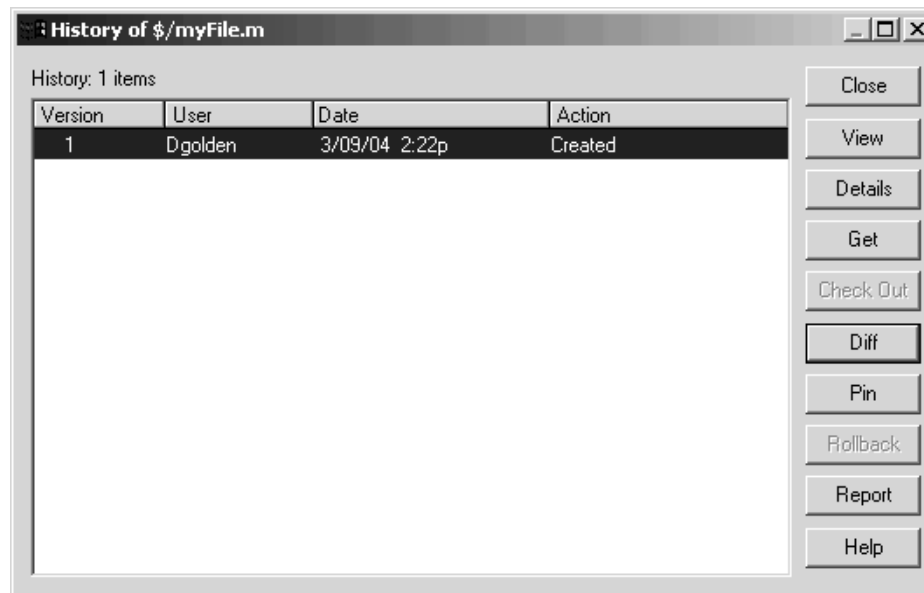 History of $/myFile.m
History: 1 items
Version User Date Action
1 Dgolden 3/09/04 2:22p Created
Close
View
Details
Get
Check Out
Diff
Pin
Rollback
Report
Help